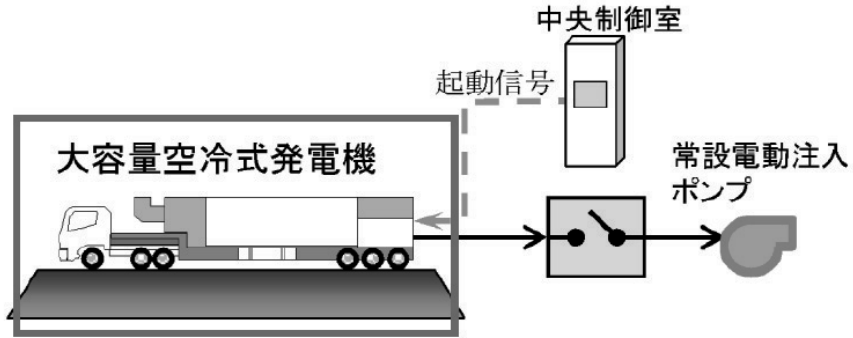 中央制御室
起動信号
大容量空冷式発電機
常設電動注入
ポンプ